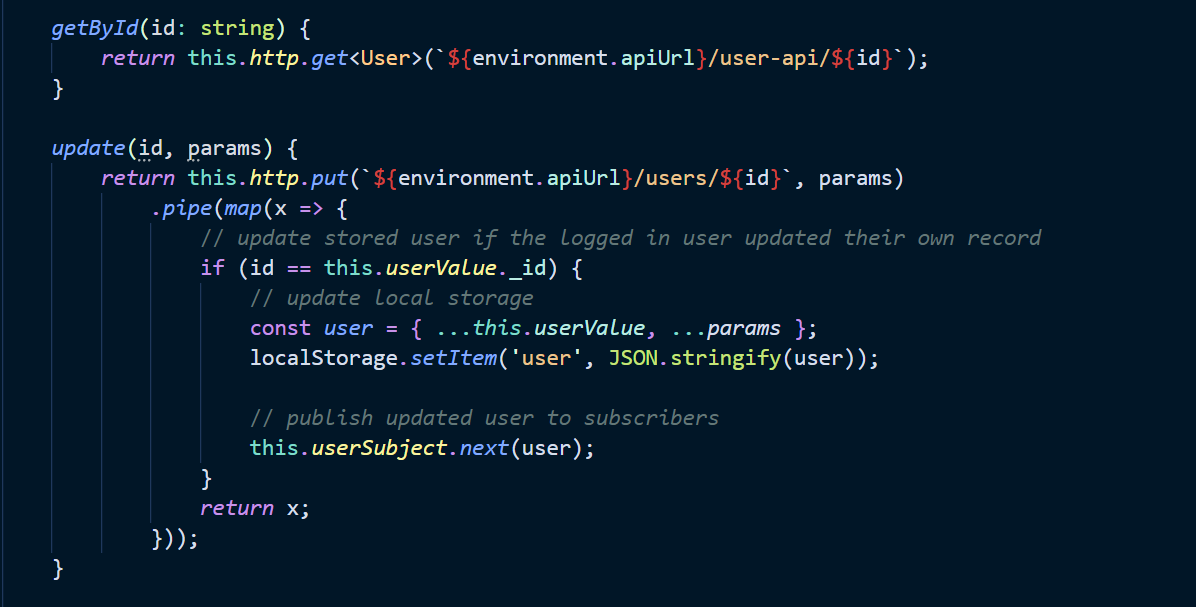 getById(id: string) {
return this.http.get<User>(`${environment.apiUrl}/user-api/${id}`);
}
update(id, params) {
return this.http.put(`${environment.apiUrl}/users/${id}`, params)
.pipe(map(x => {
// update stored user if the logged in user updated their own record
if (id == this.userValue._id) {
// update local storage
const user = { ...this.userValue, ...params };
localStorage.setItem('user', JSON.stringify(user));
// publish updated user to subscribers
this.userSubject.next(user);
}
return x;
}));
}